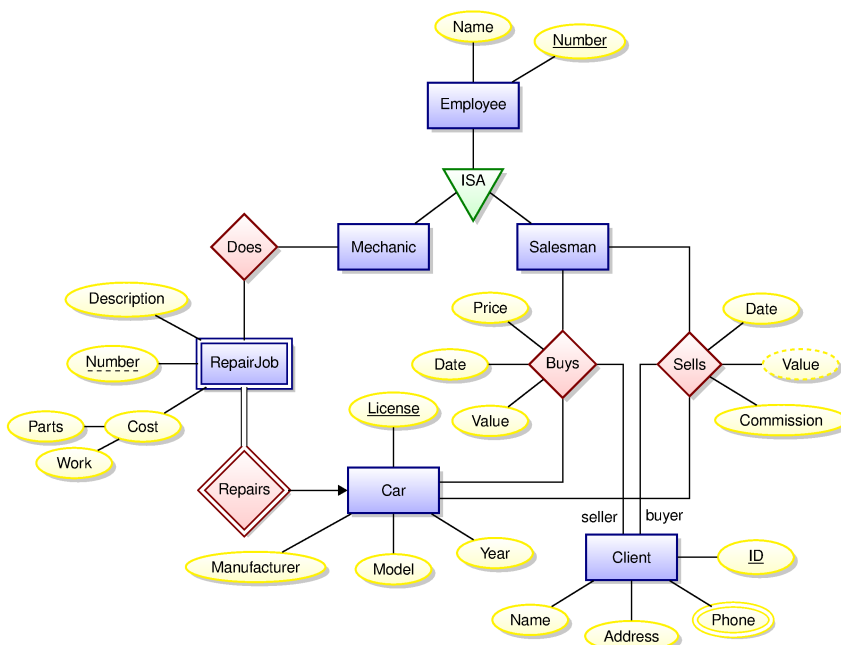 Name
Number
Employee
ISA
Does
Mechanic
Salesman
Description
Price
Date
Number
RepairJob
Date
Buys
Sells
Value
Parts
Cost
License
Value
Commission
Work
Repairs
Car
seller
buyer
Manufacturer
Model
Year
Client
ID
Name
Address
Phone